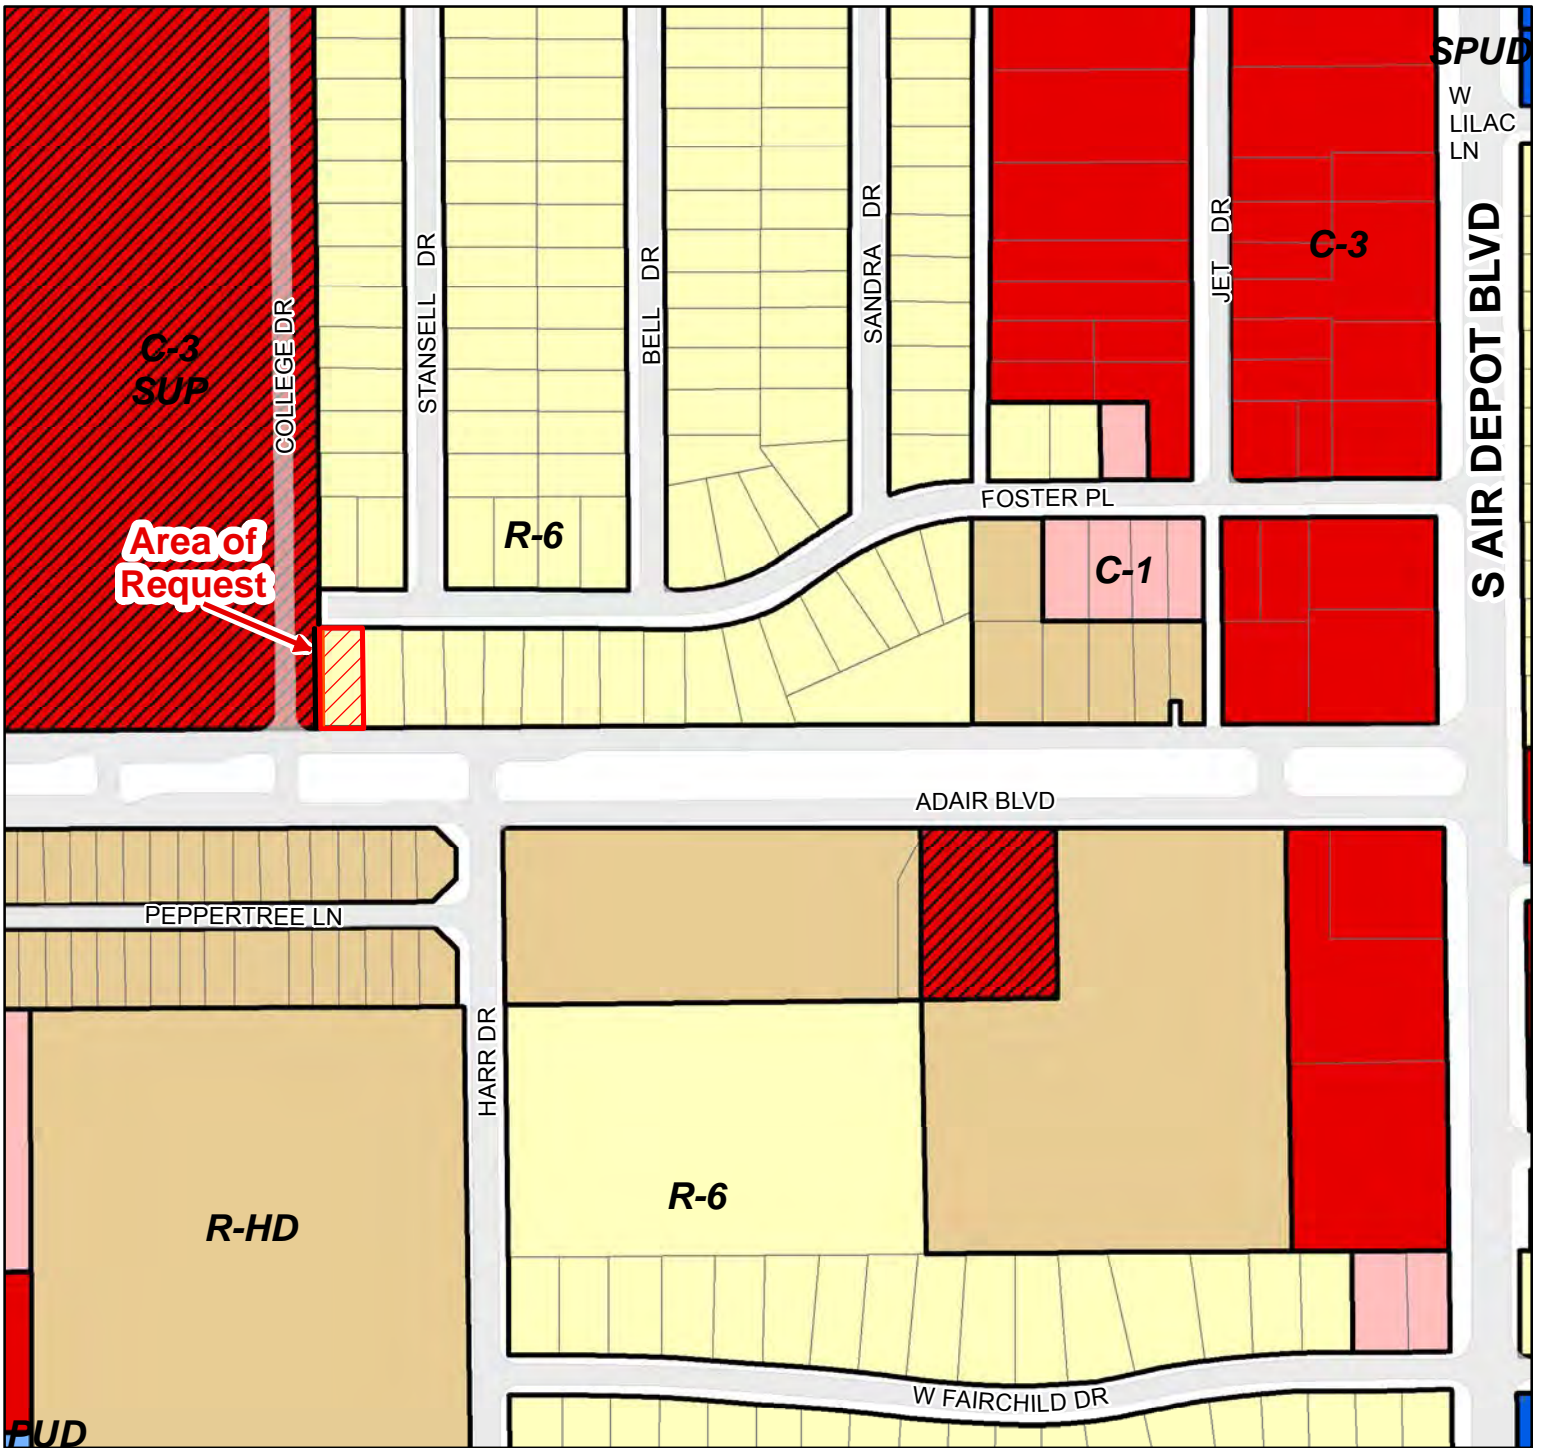 SPUD
W
LILAC
LN
C-3
JET DR
SANDRA DR
STANSELL DR
BELL DR
COLLEGE DR
C-3
SUP
S AIR DEPOT BLVD
FOSTER PL
Area of
Request
R-6
C-1
ADAIR BLVD
PEPPERTREE LN
HARR DR
R-6
R-HD
W FAIRCHILD DR
PUD